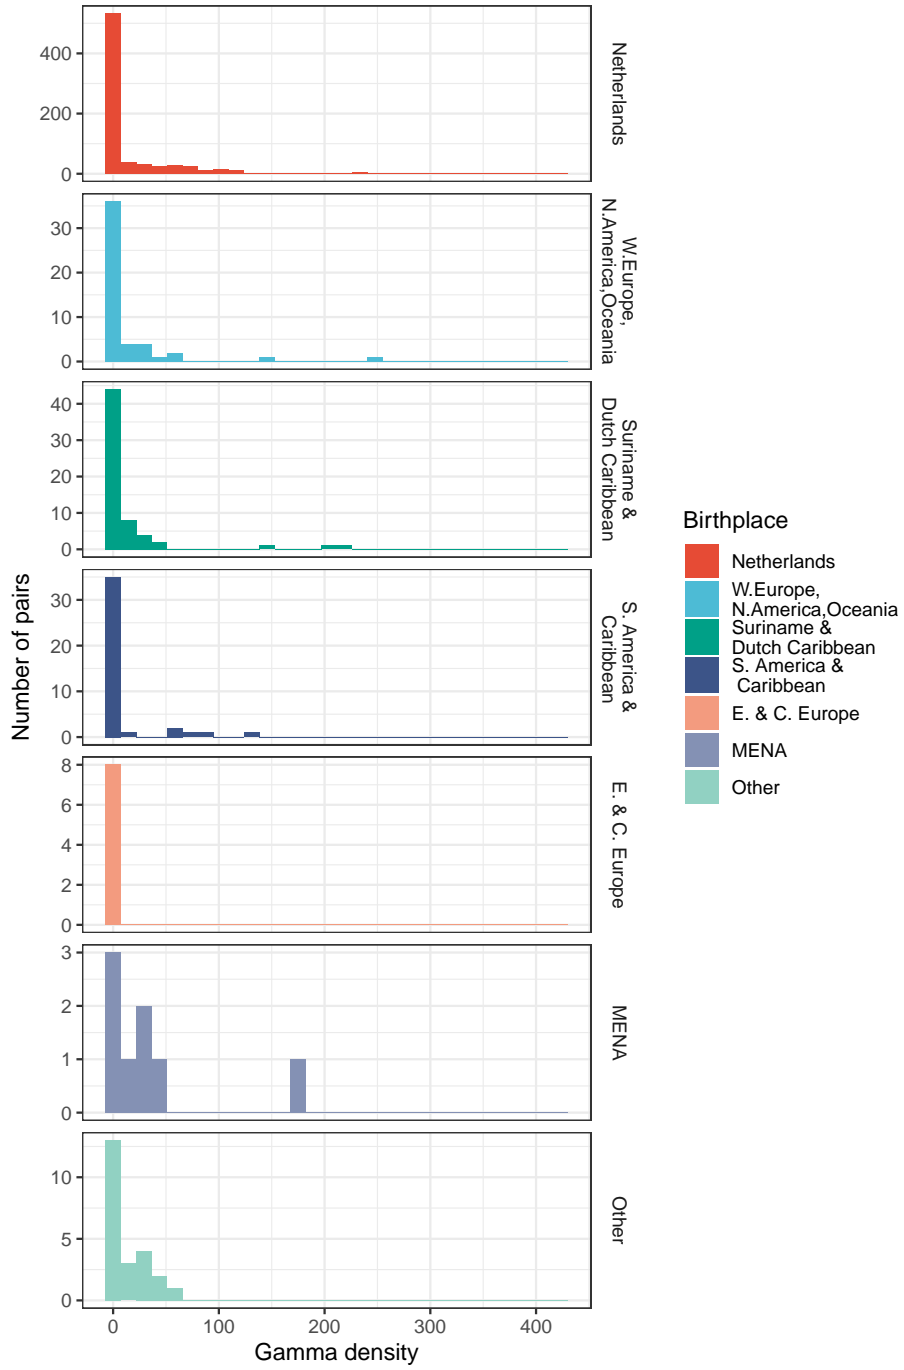 400
200
0
Netherlands
30
20
10
0
W.Europe,
N.America,Oceania
40
30
20
10
0
Suriname &
Dutch Caribbean
30
20
10
0
S. America &
Caribbean
8
6
4
2
0
E. & C. Europe
3
2
1
0
MENA
10
5
0
Other
0 100 200 300 400
Gamma density
Number of pairs
Birthplace
Netherlands
W.Europe,
N.America,Oceania
Suriname &
Dutch Caribbean
S. America &
Caribbean
E. & C. Europe
MENA
Other